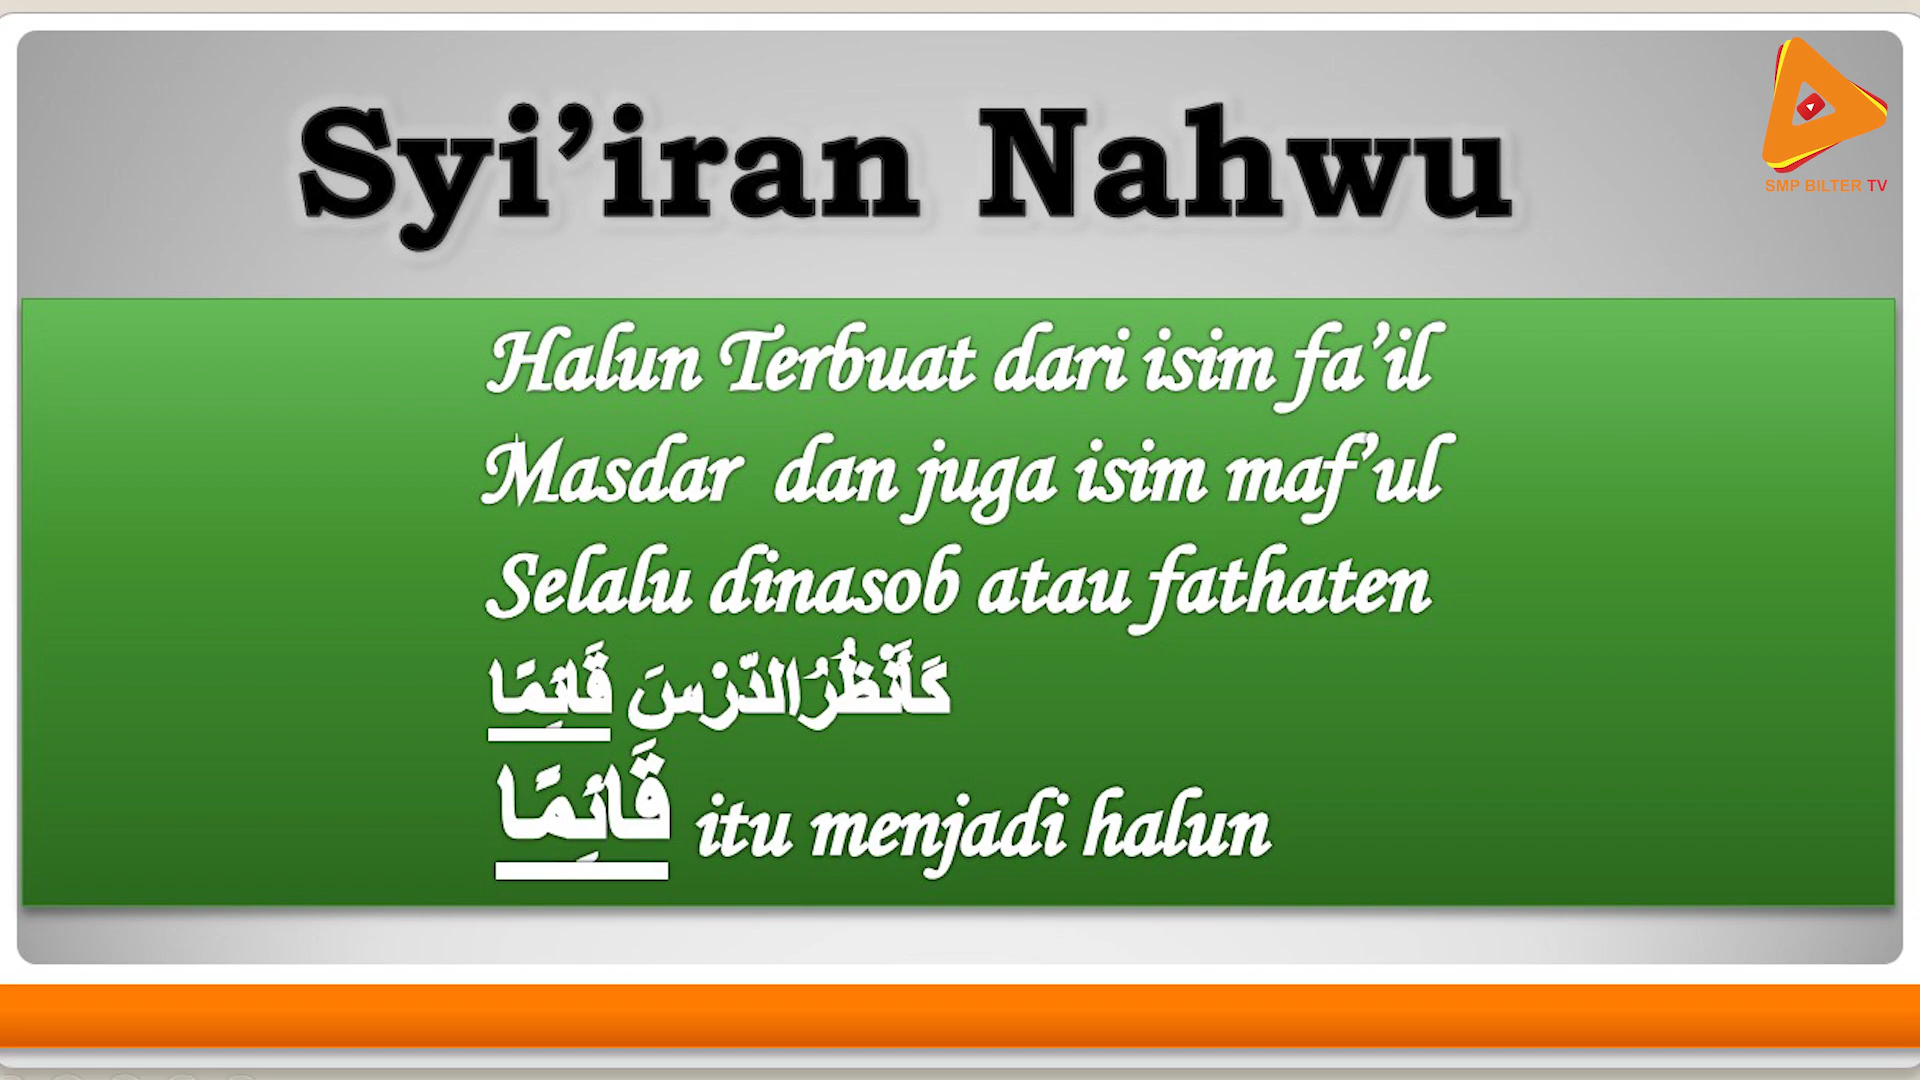 Syi’iran Nahwu
SMP BILTER TV
Halun Terbuat dari isim fa’il
Masdar dan juga isim maf’ul
Selalu dinasob atau fathaten
كَأَنْظُرُالدَّرْسَ قَائِمًا
قَائِمًا itu menjadi halun